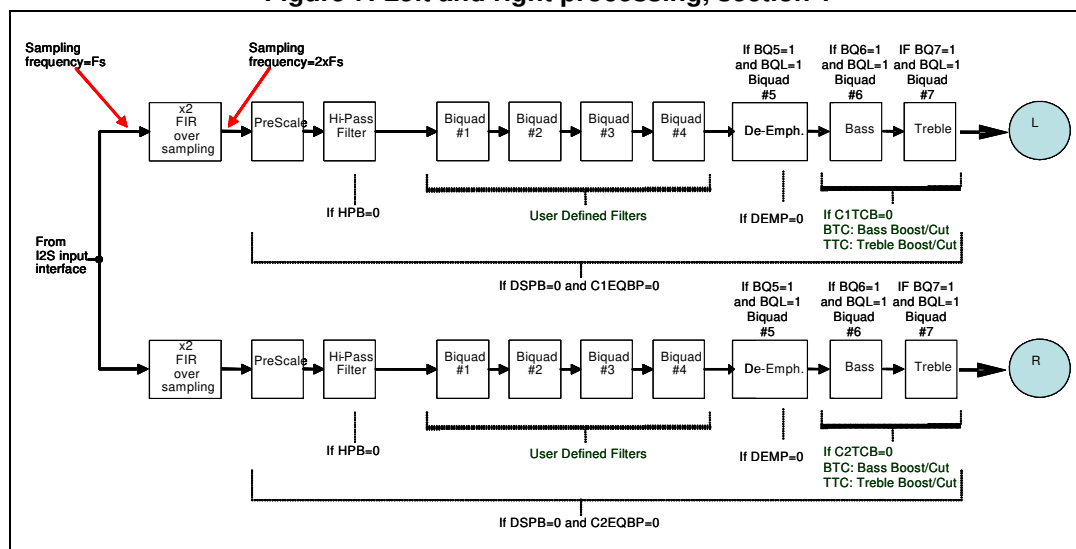 Sampling
frequency=Fs
Sampling
frequency=2xFs
If BQ5=1
and BQL=1
Biquad
#5
If BQ6=1
and BQL=1
Biquad
#6
IF BQ7=1
and BQL=1
Biquad
#7
x2
FIR
over
sampling
PreScale
Hi-Pass
Filter
Biquad
#1
Biquad
#2
Biquad
#3
Biquad
#4
De-Emph.
Bass
Treble
L
If HPB=0
User Defined Filters
If DEMP=0
If C1TCB=0
BTC: Bass Boost/Cut
TTC: Treble Boost/Cut
From
I2S input
interface
If DSPB=0 and C1EQBP=0
If BQ5=1
and BQL=1
Biquad
#5
If BQ6=1
and BQL=1
Biquad
#6
IF BQ7=1
and BQL=1
Biquad
#7
x2
FIR
over
sampling
PreScale
Hi-Pass
Filter
Biquad
#1
Biquad
#2
Biquad
#3
Biquad
#4
De-Emph.
Bass
Treble
R
If HPB=0
User Defined Filters
If DEMP=0
If C2TCB=0
BTC: Bass Boost/Cut
TTC: Treble Boost/Cut
If DSPB=0 and C2EQBP=0